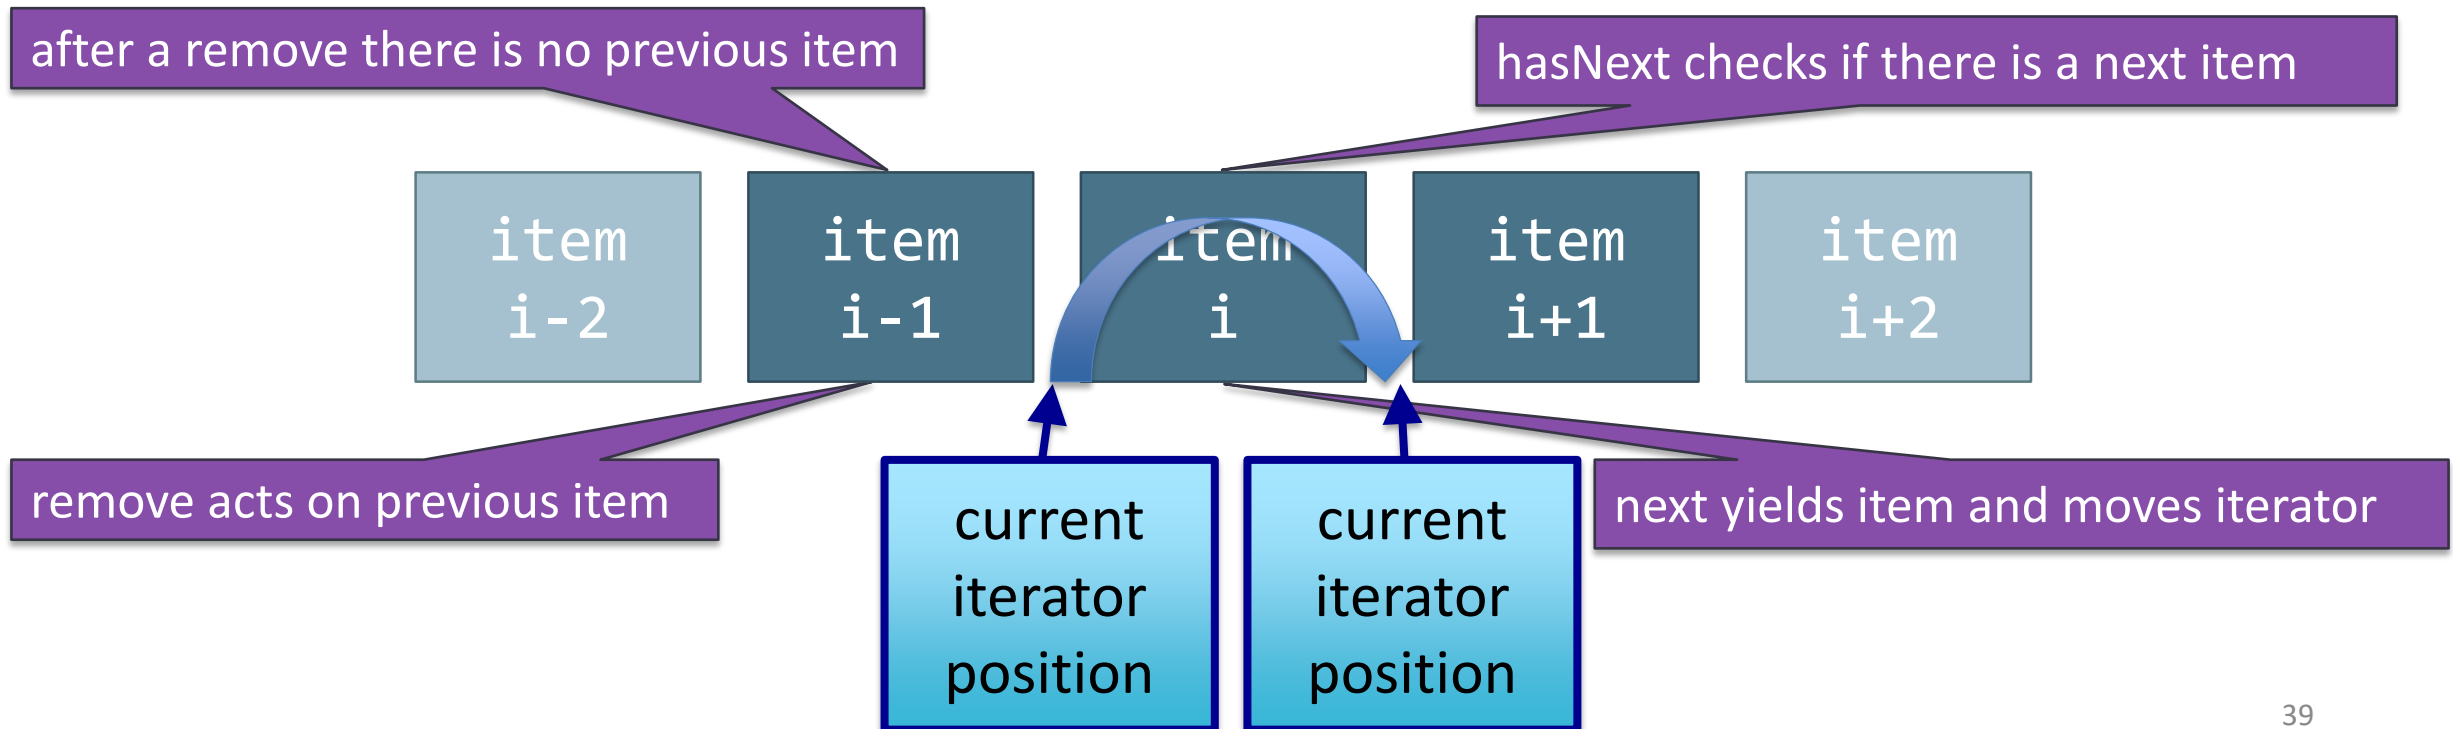 after a remove there is no previous item
hasNext checks if there is a next item
item
i-2
item
i-1
item
i
item
i+1
item
i+2
remove acts on previous item
current
iterator
position
current
iterator
position
next yields item and moves iterator
39